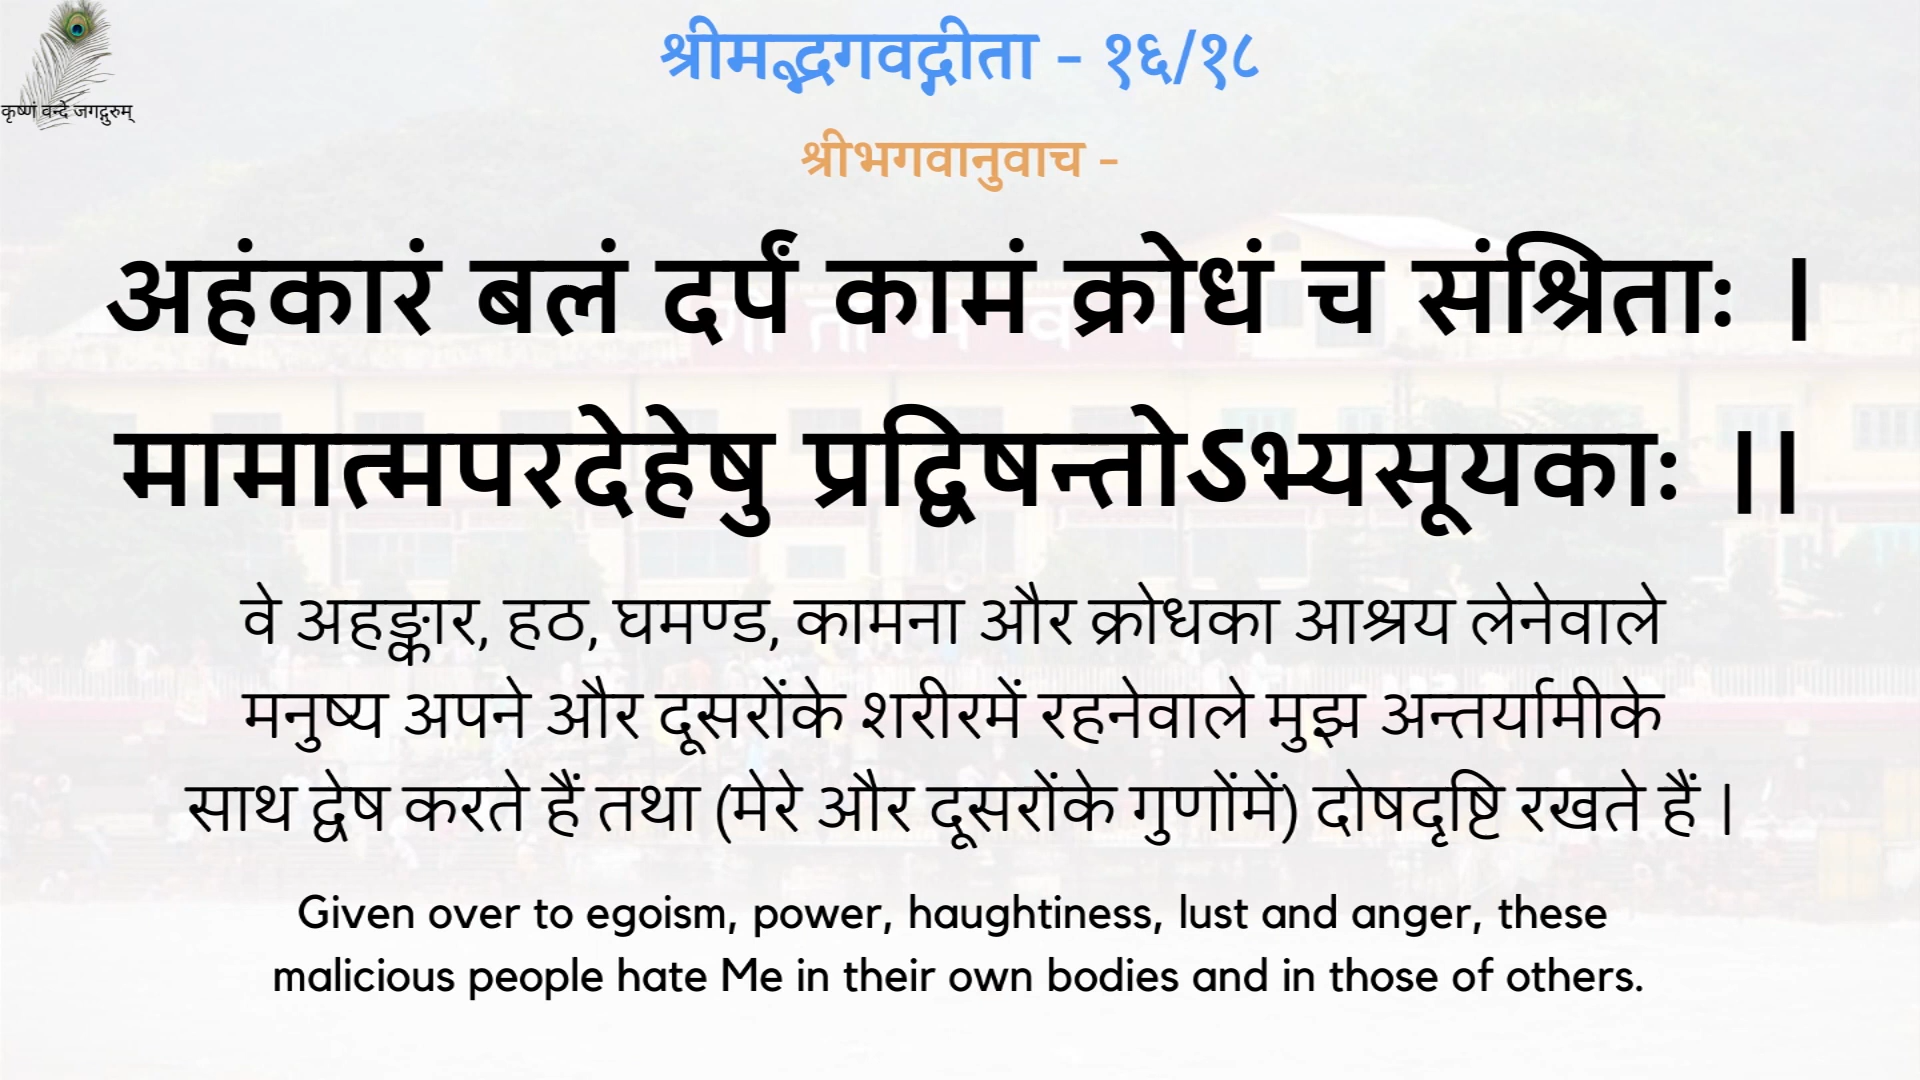 कृष्णं वन्दे जगद्गुरुम्
श्रीमद्भगवद्गीता - १६/१८
श्रीभगवानुवाच -
अहंकारं बलं दर्पं कामं क्रोधं च संश्रिताः ।
मामात्मपरदेहेषु प्रद्विषन्तोऽभ्यसूयकाः ।।
वे अहङ्कार, हठ, घमण्ड, कामना और क्रोधका आश्रय लेनेवाले
मनुष्य अपने और दूसरोंके शरीरमें रहनेवाले मुझ अन्तर्यामीके
साथ द्वेष करते हैं तथा (मेरे और दूसरोंके गुणोंमें) दोषदृष्टि रखते हैं ।
Given over to egoism, power, haughtiness, lust and anger, these
malicious people hate Me in their own bodies and in those of others.